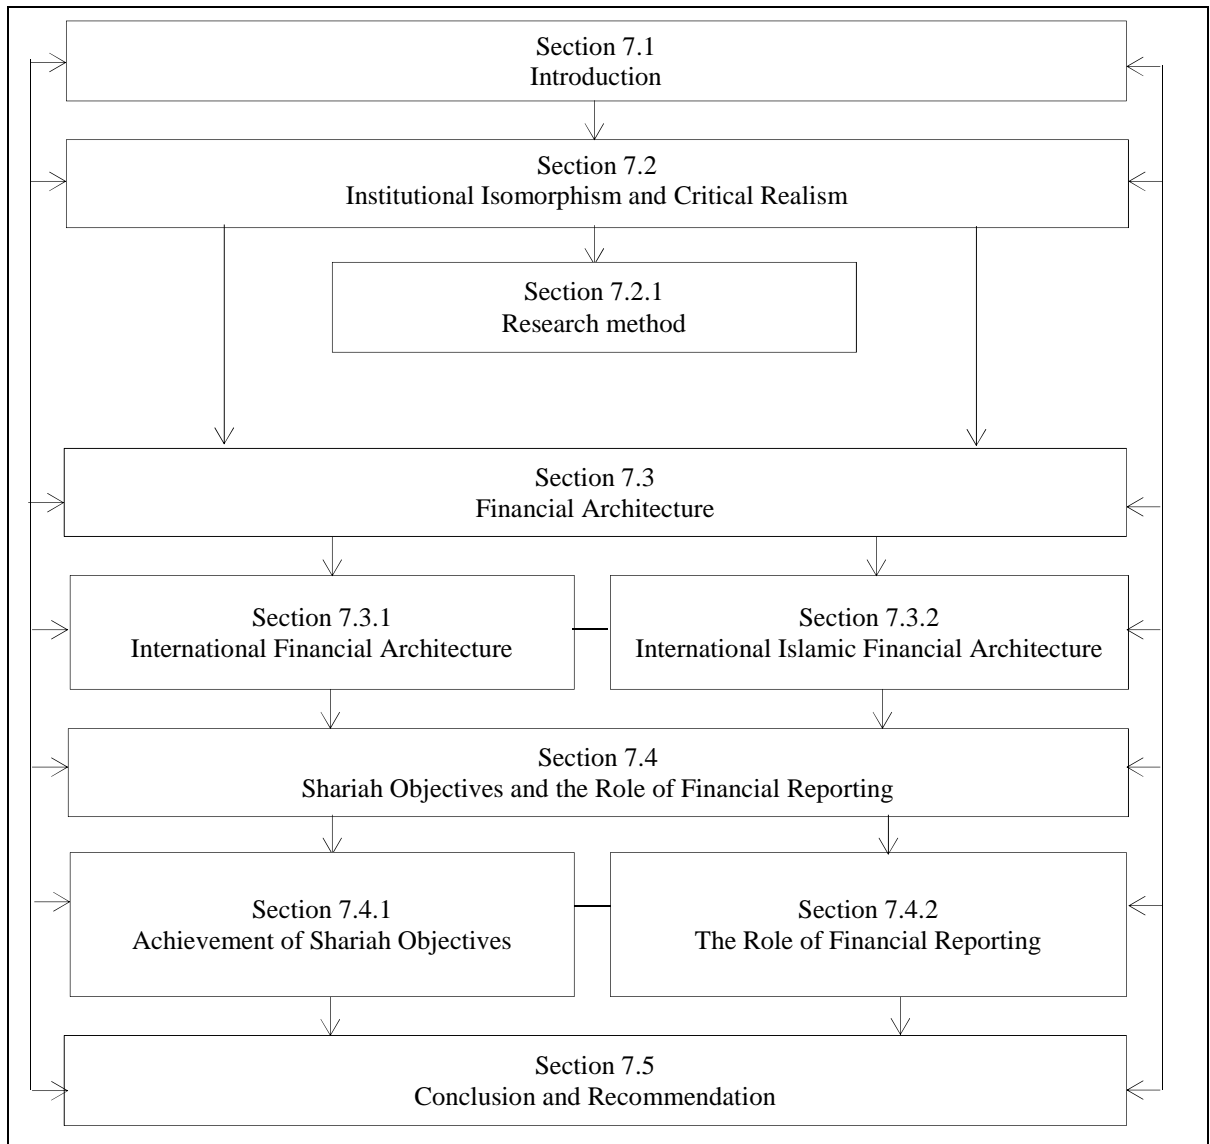 Section 7.1
Introduction
Section 7.2
Institutional Isomorphism and Critical Realism
Section 7.2.1
Research method
Section 7.3
Financial Architecture
Section 7.3.1
International Financial Architecture
Section 7.3.2
International Islamic Financial Architecture
Section 7.4
Shariah Objectives and the Role of Financial Reporting
Section 7.4.1
Achievement of Shariah Objectives
Section 7.4.2
The Role of Financial Reporting
Section 7.5
Conclusion and Recommendation